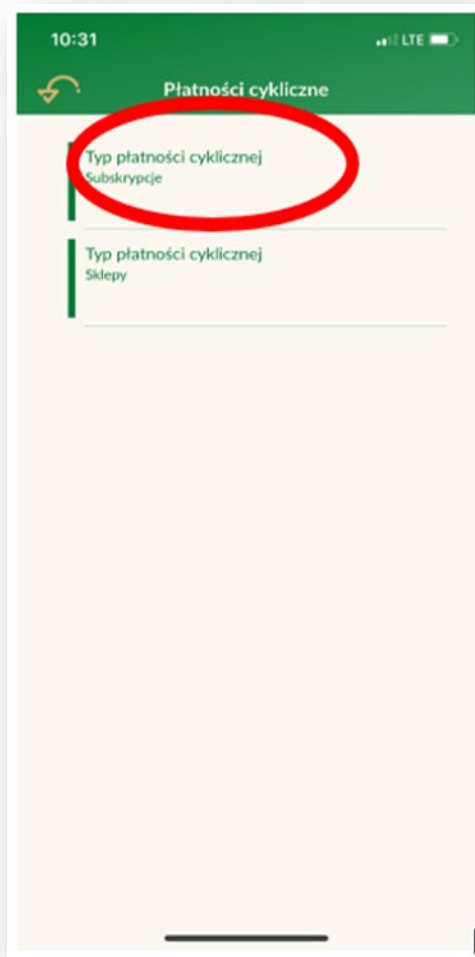 10:31
LTE
Płatności cykliczne
Typ płatności cyklicznej
Subskrypcje
Typ płatności cyklicznej
Sklepy